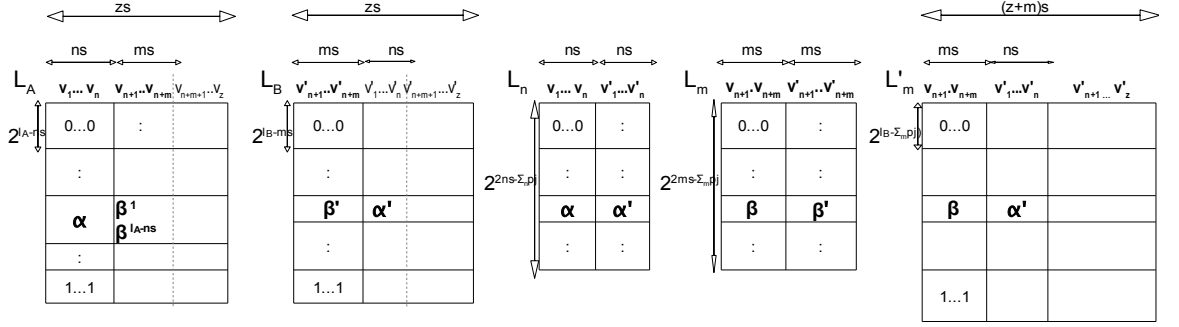 zs zs (z+m)s
ns ms ms ns ns ns ms ms ms ns
L_A v_1... v_n v_{n+1}..v_{n+m} v_{n+m+1}..v_z L_B v'_{n+1}..v'_{n+m} v'_1...v'_n v'_{n+m+1}...v'_z L_n v_1... v_n v'_1...v'_n L_m v_{n+1}.v_{n+m} v'_{n+1}..v'_{n+m} L'_m v_{n+1}.v_{n+m} v'_1...v'_n v'_{n+1} ... v'_z
2^{l_A-ns} 0...0 : 2^{l_B-ms} 0...0 0...0 : 0...0 : 2^{l_B-Σ_m pj)} 0...0
: : : : : : :
2^{2ns-Σ_n pj} 2^{2ms-Σ_m pj}
α β^1 β' α' α α' β β' β α'
β^{l_A-ns}
: : : : : :
1...1 1...1 1...1